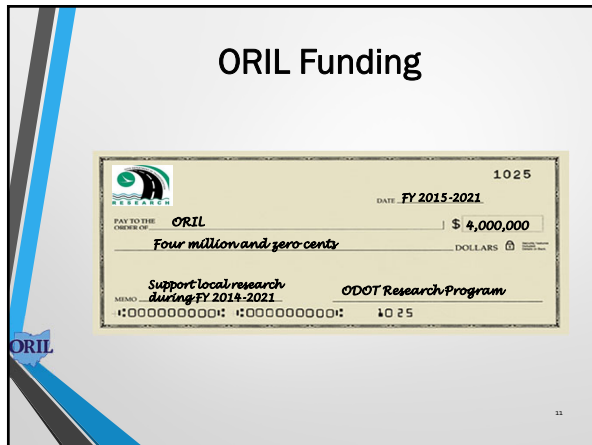 ORIL Funding
1025
RESEARCH
DATE FY 2015-2021
PAY TO THE
ORDER OF ORIL $ 4,000,000
Four million and zero cents DOLLARS
Support local research
MEMO during FY 2014-2021 ODOT Research Program
⑆000000000⑆ ⑆000000000⑆ 1025
ORIL
11